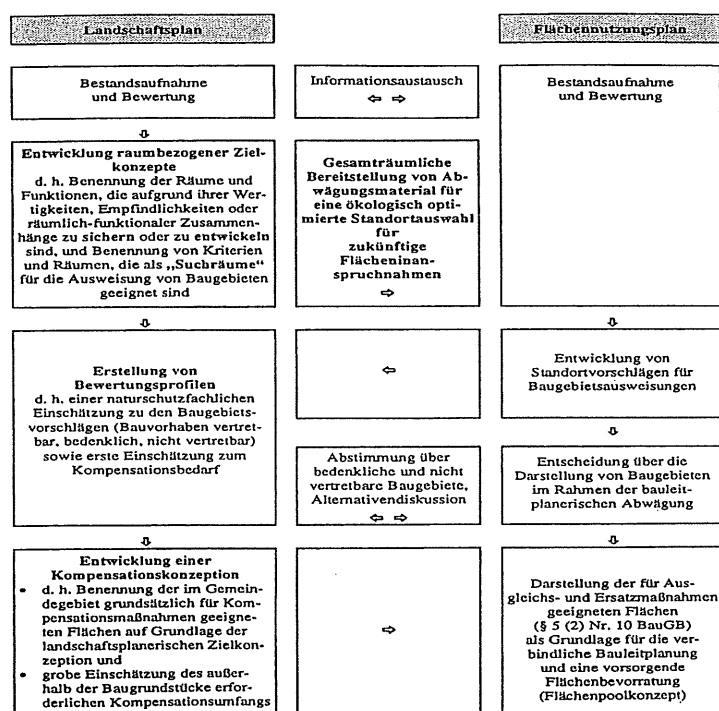 Landschaftsplan
Flächennutzungsplan
Bestandsaufnahme
und Bewertung
Informationsaustausch
⇦ ⇨
Bestandsaufnahme
und Bewertung
⇩
Entwicklung raumbezogener Ziel-
konzepte
d. h. Benennung der Räume und
Funktionen, die aufgrund ihrer Wer-
tigkeiten, Empfindlichkeiten oder
räumlich-funktionaler Zusammen-
hänge zu sichern oder zu entwickeln
sind, und Benennung von Kriterien
und Räumen, die als „Suchräume“
für die Ausweisung von Baugebieten
geeignet sind
Gesamträumliche
Bereitstellung von Ab-
wägungsmaterial für
eine ökologisch opti-
mierte Standortauswahl
für
zukünftige
Flächeninan-
spruchnahmen
⇨
⇩
⇩
Erstellung von
Bewertungsprofilen
d. h. einer naturschutzfachlichen
Einschätzung zu den Baugebiets-
vorschlägen (Bauvorhaben vertret-
bar, bedenklich, nicht vertretbar)
sowie erste Einschätzung zum
Kompensationsbedarf
⇦
Entwicklung von
Standortvorschlägen für
Baugebietsausweisungen
⇩
Abstimmung über
bedenkliche und nicht
vertretbare Baugebiete,
Alternativendiskussion
⇦ ⇨
Entscheidung über die
Darstellung von Baugebieten
im Rahmen der bauleit-
planerischen Abwägung
⇩
⇩
Entwicklung einer
Kompensationskonzeption
• d. h. Benennung der im Gemein-
degebiet grundsätzlich für Kom-
pensationsmaßnahmen geeigne-
ten Flächen auf Grundlage der
landschaftsplanerischen Zielkon-
zeption und
• grobe Einschätzung des außer-
halb der Baugrundstücke erfor-
derlichen Kompensationsumfangs
⇨
Darstellung der für Aus-
gleichs- und Ersatzmaßnahmen
geeigneten Flächen
(§ 5 (2) Nr. 10 BauGB)
als Grundlage für die ver-
bindliche Bauleitplanung
und eine vorsorgende
Flächenbevorratung
(Flächenpoolkonzept)